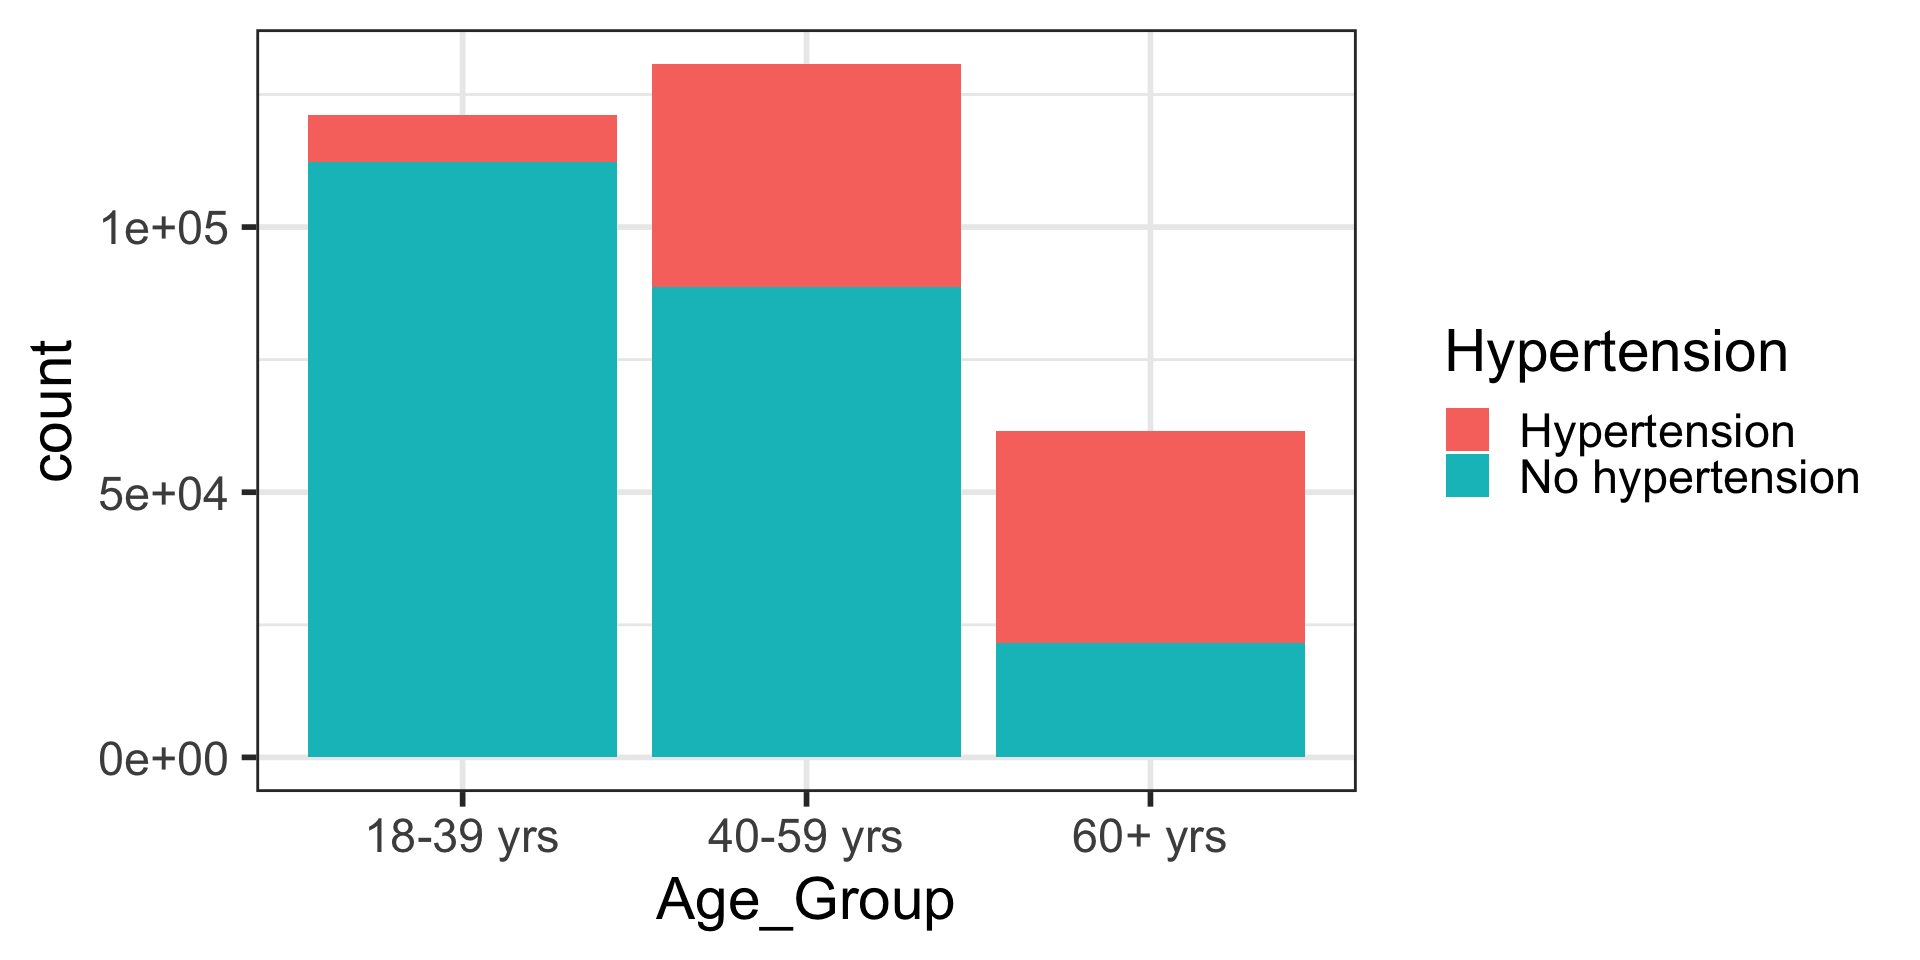 count
1e+05
5e+04
0e+00
18-39 yrs
40-59 yrs
60+ yrs
Age_Group
Hypertension
Hypertension
No hypertension